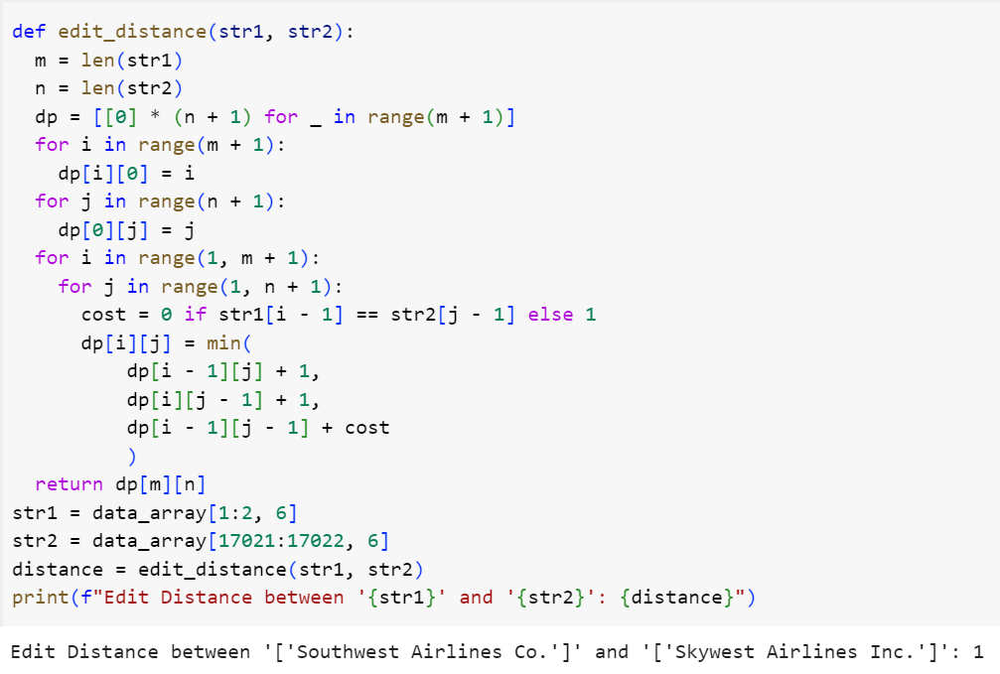 def edit_distance(str1, str2):
  m = len(str1)
  n = len(str2)
  dp = [[0] * (n + 1) for _ in range(m + 1)]
  for i in range(m + 1):
    dp[i][0] = i
  for j in range(n + 1):
    dp[0][j] = j
  for i in range(1, m + 1):
    for j in range(1, n + 1):
      cost = 0 if str1[i - 1] == str2[j - 1] else 1
      dp[i][j] = min(
          dp[i - 1][j] + 1,
          dp[i][j - 1] + 1,
          dp[i - 1][j - 1] + cost
          )
  return dp[m][n]
str1 = data_array[1:2, 6]
str2 = data_array[17021:17022, 6]
distance = edit_distance(str1, str2)
print(f"Edit Distance between '{str1}' and '{str2}': {distance}")
Edit Distance between '['Southwest Airlines Co.']' and '['Skywest Airlines Inc.']': 1